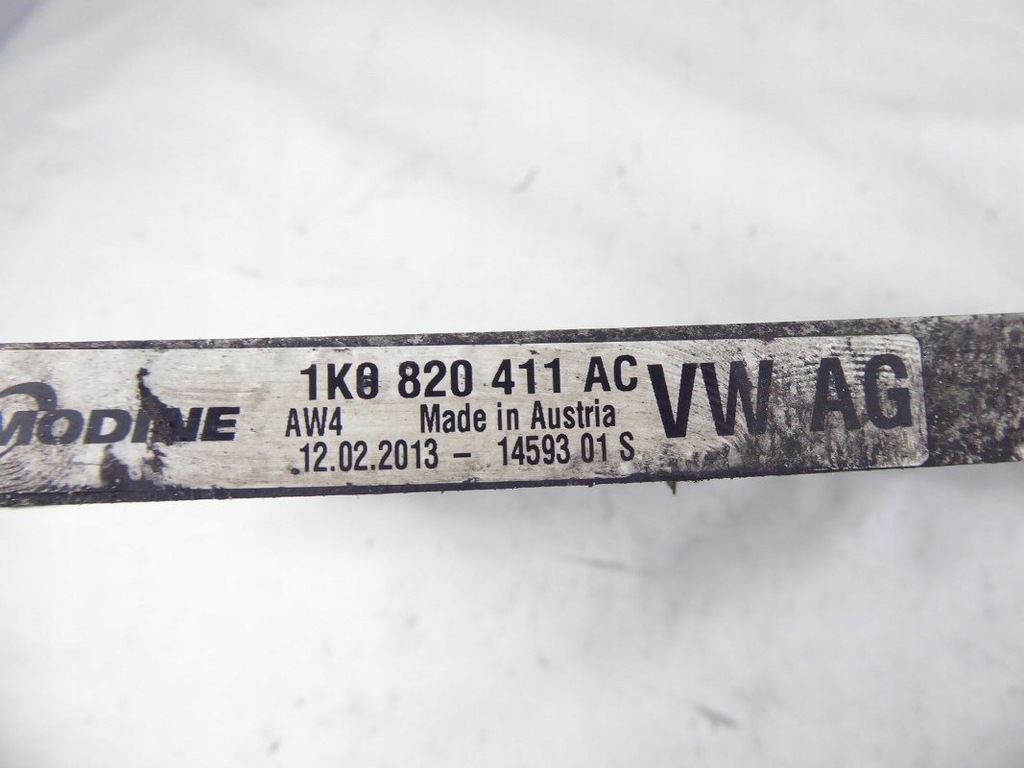 MODINE
1K0 820 411 AC
AW4 Made in Austria
12.02.2013 - 14593 01 S
VW AG